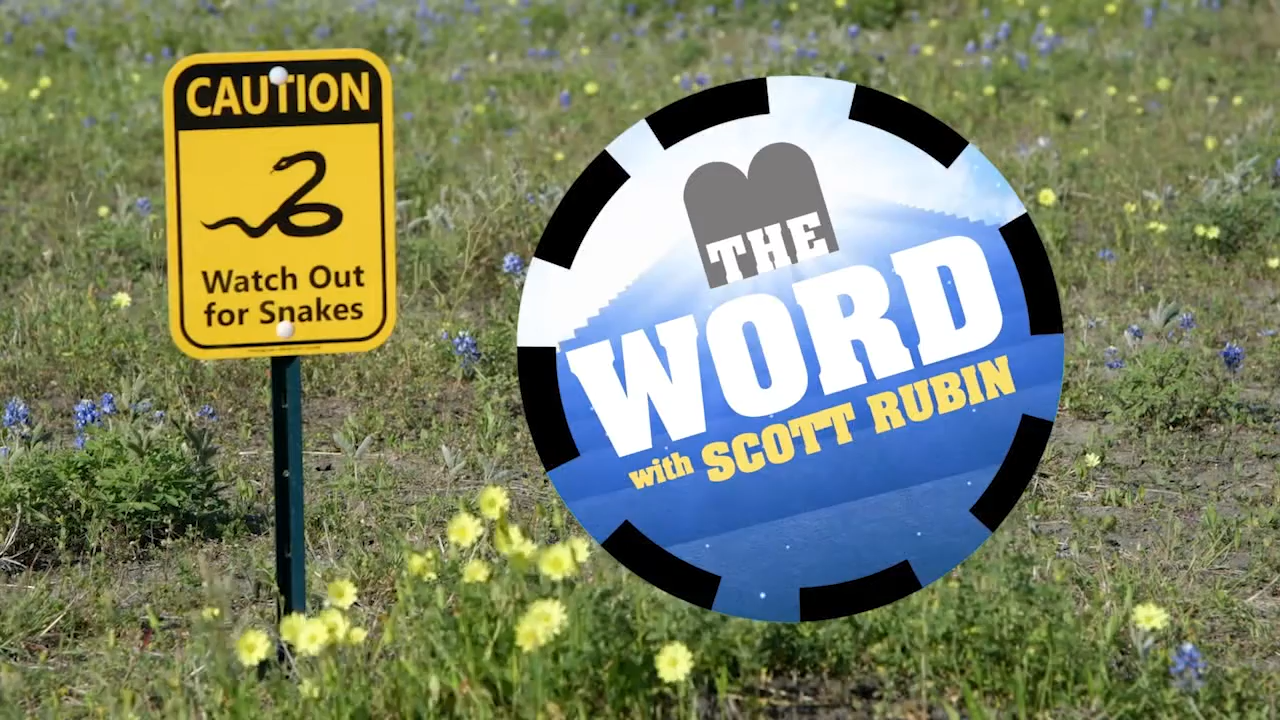 CAUTION
Watch Out
for Snakes
THE
WORD
with SCOTT RUBIN